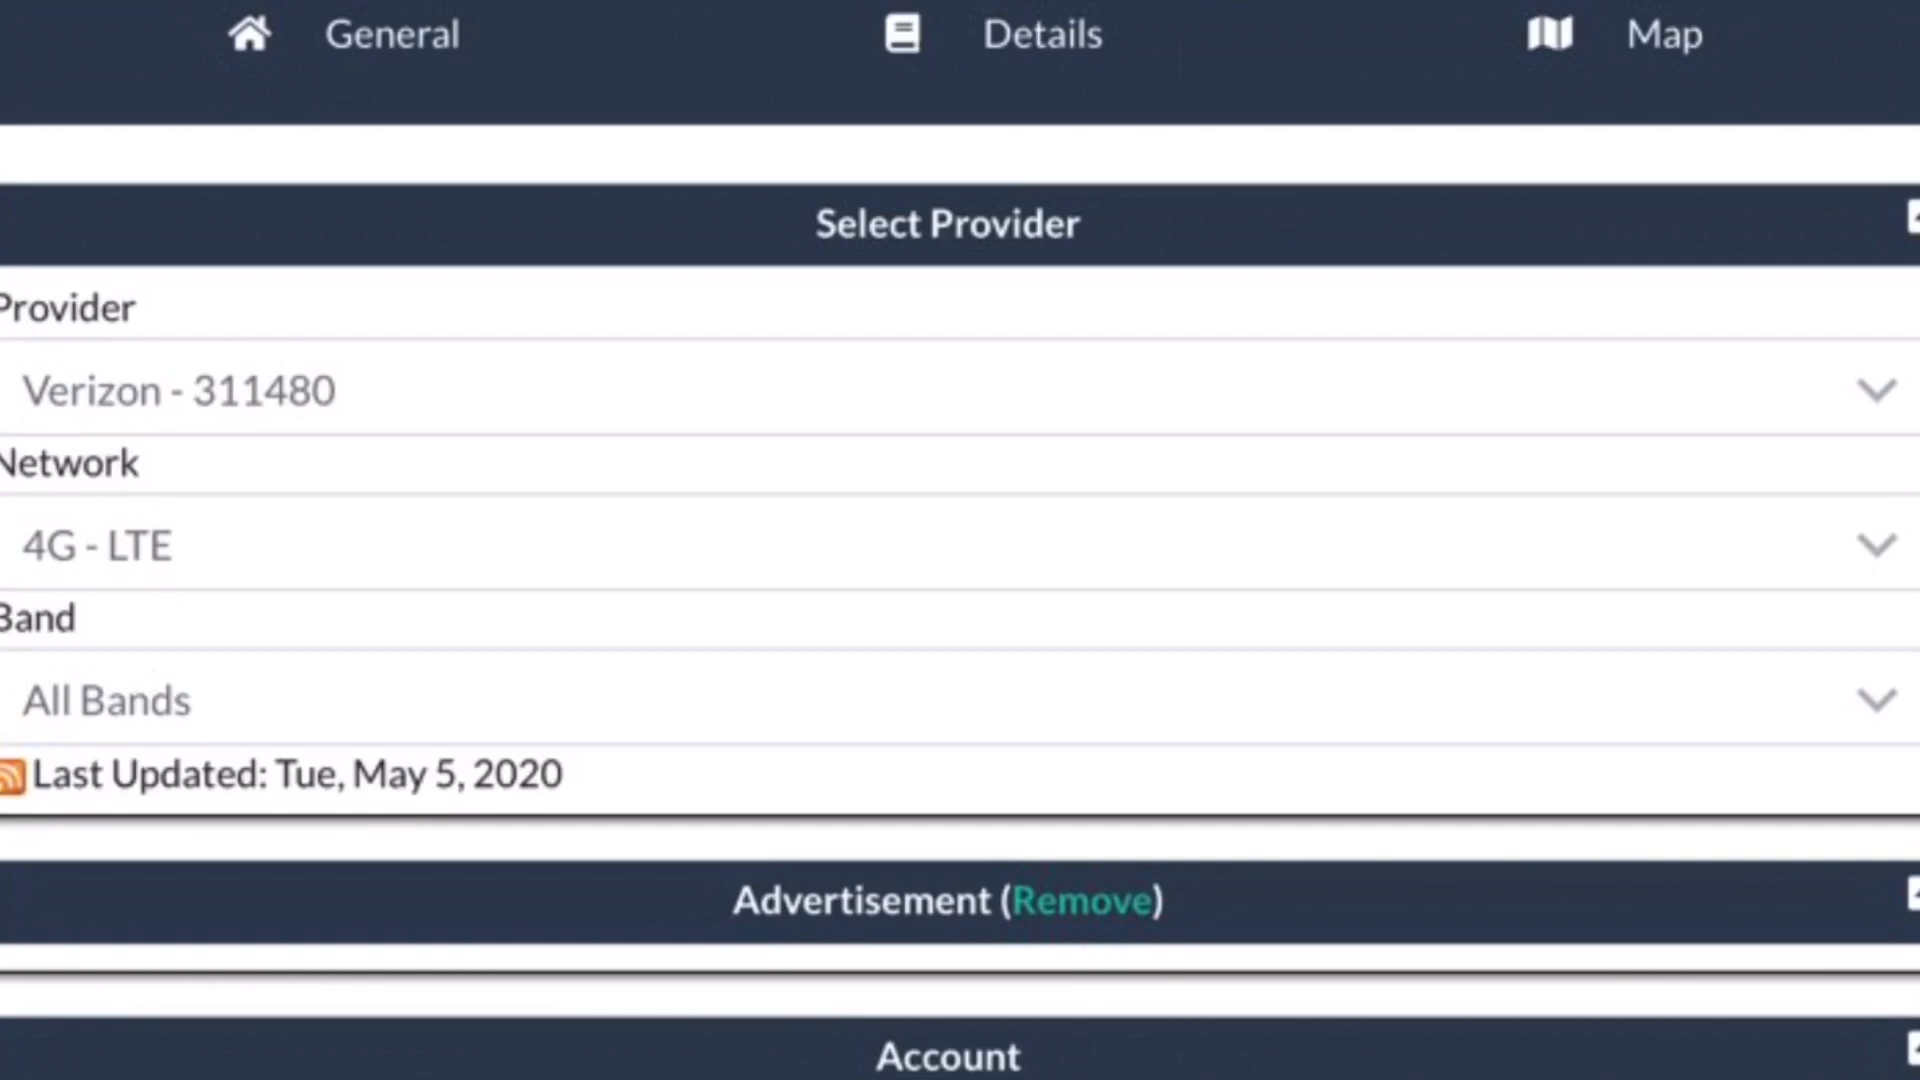 General Details Map
Select Provider
Provider
Verizon - 311480
Network
4G - LTE
Band
All Bands
Last Updated: Tue, May 5, 2020
Advertisement (Remove)
Account